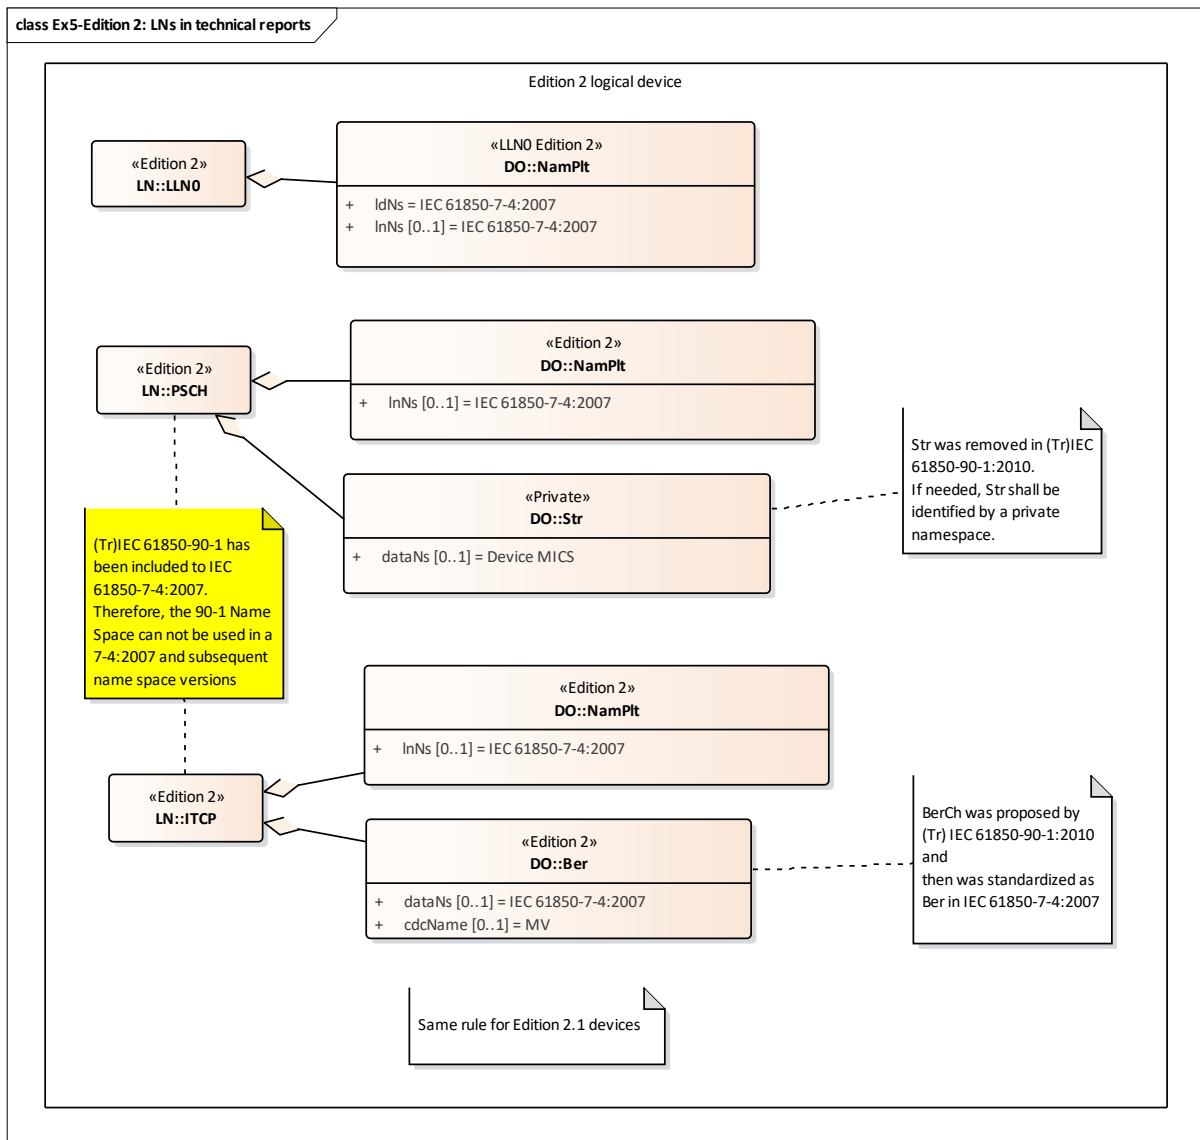 class Ex5-Edition 2: LNs in technical reports
Edition 2 logical device
«Edition 2»
LN::LLN0
«LLN0 Edition 2»
DO::NamPlt
+ ldNs = IEC 61850-7-4:2007
+ lnNs [0..1] = IEC 61850-7-4:2007
«Edition 2»
LN::PSCH
«Edition 2»
DO::NamPlt
+ lnNs [0..1] = IEC 61850-7-4:2007
«Private»
DO::Str
+ dataNs [0..1] = Device MICS
Str was removed in (Tr)IEC
61850-90-1:2010.
If needed, Str shall be
identified by a private
namespace.
(Tr)IEC 61850-90-1 has
been included to IEC
61850-7-4:2007.
Therefore, the 90-1 Name
Space can not be used in a
7-4:2007 and subsequent
name space versions
«Edition 2»
DO::NamPlt
+ lnNs [0..1] = IEC 61850-7-4:2007
«Edition 2»
LN::ITCP
«Edition 2»
DO::Ber
+ dataNs [0..1] = IEC 61850-7-4:2007
+ cdcName [0..1] = MV
BerCh was proposed by
(Tr) IEC 61850-90-1:2010
and
then was standardized as
Ber in IEC 61850-7-4:2007
Same rule for Edition 2.1 devices